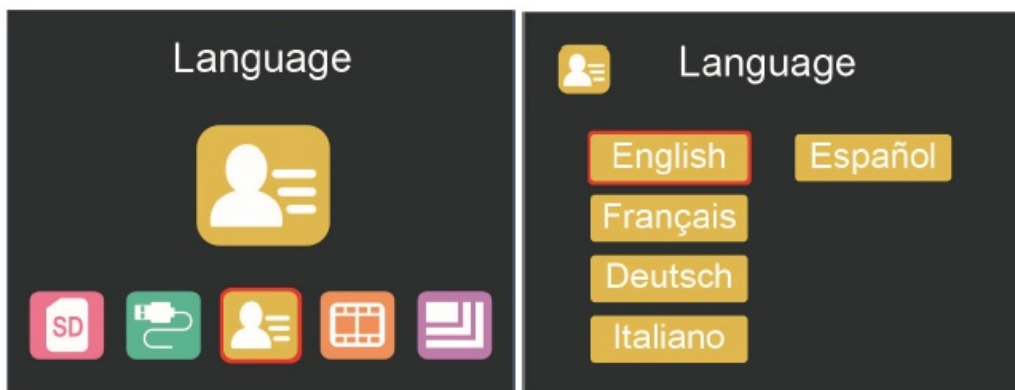 Language
SD
Language
English
Español
Français
Deutsch
Italiano